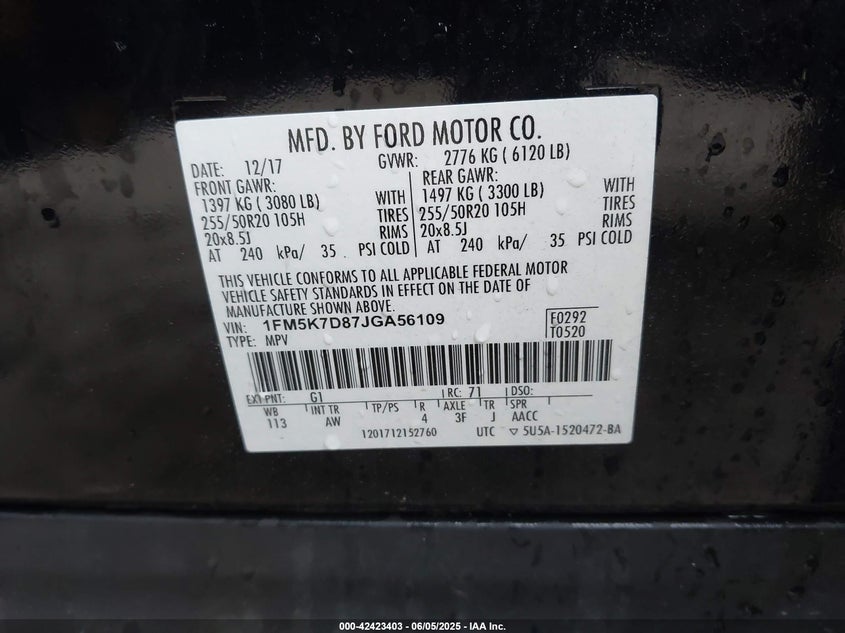 MFD. BY FORD MOTOR CO.
DATE: 12/17 GVWR: 2776 KG ( 6120 LB)
FRONT GAWR: REAR GAWR:
1397 KG ( 3080 LB) WITH 1497 KG ( 3300 LB) WITH
255/50R20 105H TIRES 255/50R20 105H TIRES
20x8.5J RIMS 20x8.5J RIMS
AT 240 kPa/ 35 PSI COLD AT 240 kPa/ 35 PSI COLD
THIS VEHICLE CONFORMS TO ALL APPLICABLE FEDERAL MOTOR
VEHICLE SAFETY STANDARDS IN EFFECT ON THE DATE OF
MANUFACTURE SHOWN ABOVE.
VIN: 1FM5K7D87JGA56109 F0292
TYPE: MPV T0520
EXT PNT: G1 RC: 71 DSO:
WB INT TR TP/PS R AXLE TR SPR
113 AW 4 3F J AACC
1201712152760 UTC ▽ 5U5A-1520472-BA
000-42423403 - 06/05/2025 - IAA Inc.